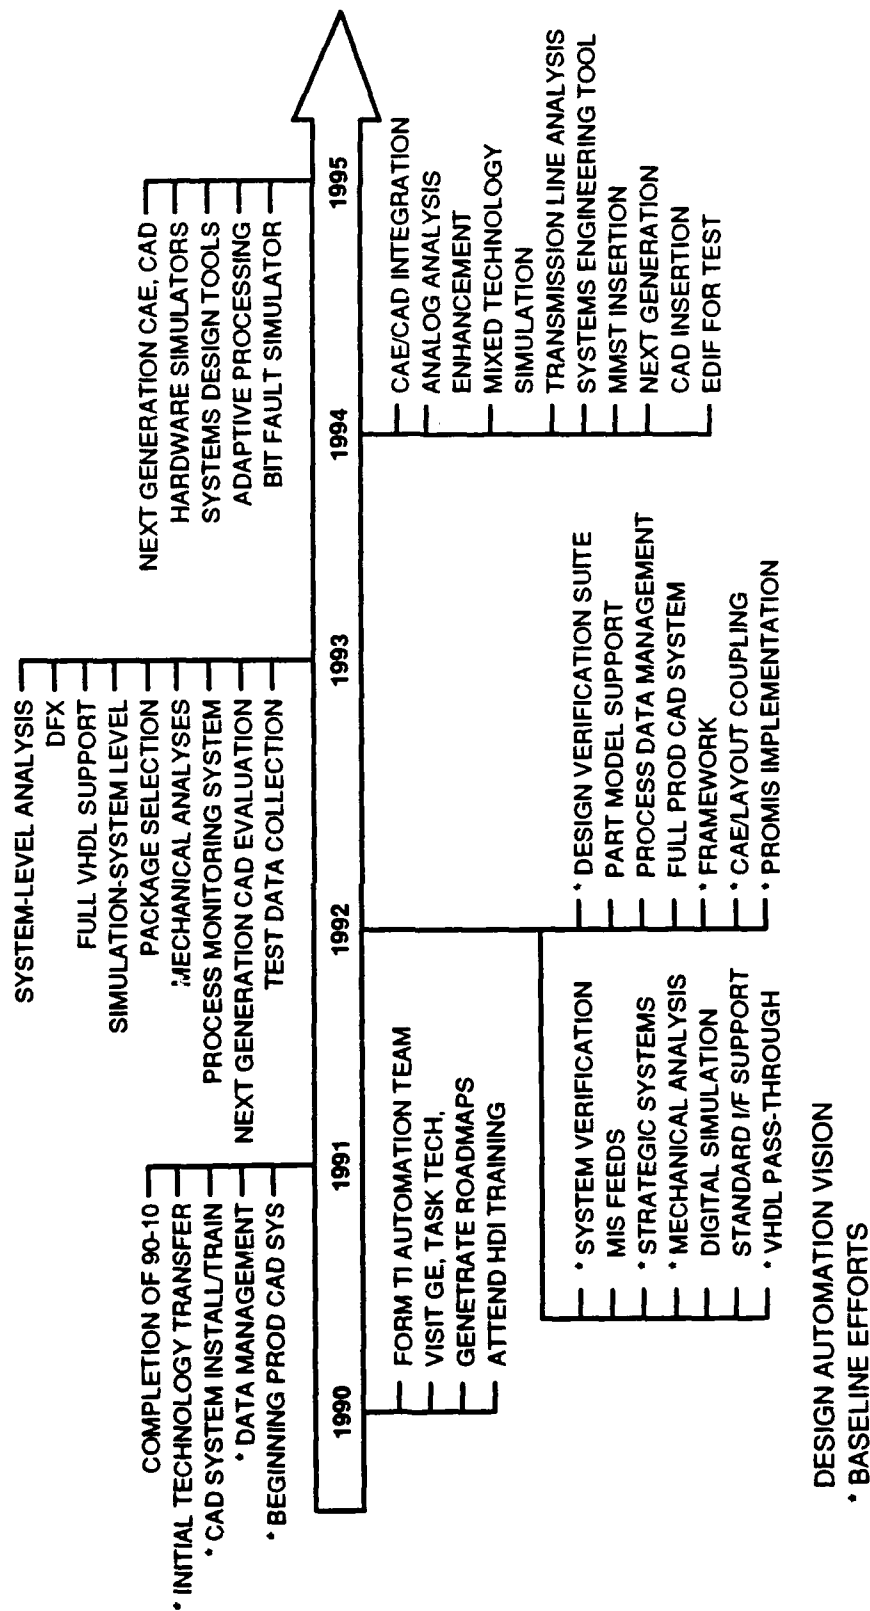 COMPLETION OF 90-10
* INITIAL TECHNOLOGY TRANSFER
* CAD SYSTEM INSTALL/TRAIN
* DATA MANAGEMENT
* BEGINNING PROD CAD SYS
SYSTEM-LEVEL ANALYSIS
DFX
FULL VHDL SUPPORT
SIMULATION-SYSTEM LEVEL
PACKAGE SELECTION
MECHANICAL ANALYSES
PROCESS MONITORING SYSTEM
NEXT GENERATION CAD EVALUATION
TEST DATA COLLECTION
NEXT GENERATION CAE, CAD
HARDWARE SIMULATORS
SYSTEMS DESIGN TOOLS
ADAPTIVE PROCESSING
BIT FAULT SIMULATOR
1990
1991
1992
1993
1994
1995
FORM TI AUTOMATION TEAM
VISIT GE, TASK TECH,
GENETRATE ROADMAPS
ATTEND HDI TRAINING
* SYSTEM VERIFICATION
MIS FEEDS
* STRATEGIC SYSTEMS
* MECHANICAL ANALYSIS
DIGITAL SIMULATION
STANDARD I/F SUPPORT
* VHDL PASS-THROUGH
* DESIGN VERIFICATION SUITE
PART MODEL SUPPORT
PROCESS DATA MANAGEMENT
FULL PROD CAD SYSTEM
* FRAMEWORK
* CAE/LAYOUT COUPLING
* PROMIS IMPLEMENTATION
CAE/CAD INTEGRATION
ANALOG ANALYSIS
ENHANCEMENT
MIXED TECHNOLOGY
SIMULATION
TRANSMISSION LINE ANALYSIS
SYSTEMS ENGINEERING TOOL
MMST INSERTION
NEXT GENERATION
CAD INSERTION
EDIF FOR TEST
DESIGN AUTOMATION VISION
* BASELINE EFFORTS